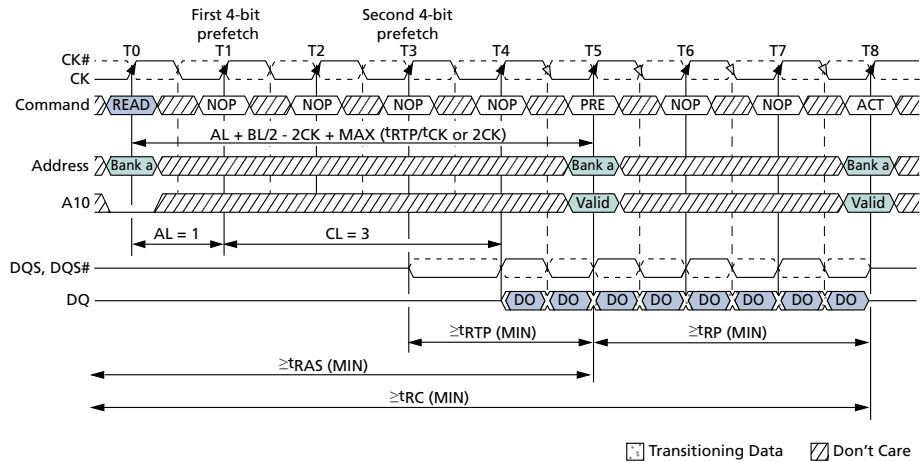 First 4-bit prefetch
Second 4-bit prefetch
T0 T1 T2 T3 T4 T5 T6 T7 T8
CK#
CK
Command READ NOP NOP NOP NOP PRE NOP NOP ACT
AL + BL/2 - 2CK + MAX (tRTP/tCK or 2CK)
Address Bank a Bank a Bank a
A10 Valid Valid
AL = 1 CL = 3
DQS, DQS#
DQ DO DO DO DO DO DO DO DO
≥tRTP (MIN) ≥tRP (MIN)
≥tRAS (MIN)
≥tRC (MIN)
Transitioning Data Don't Care